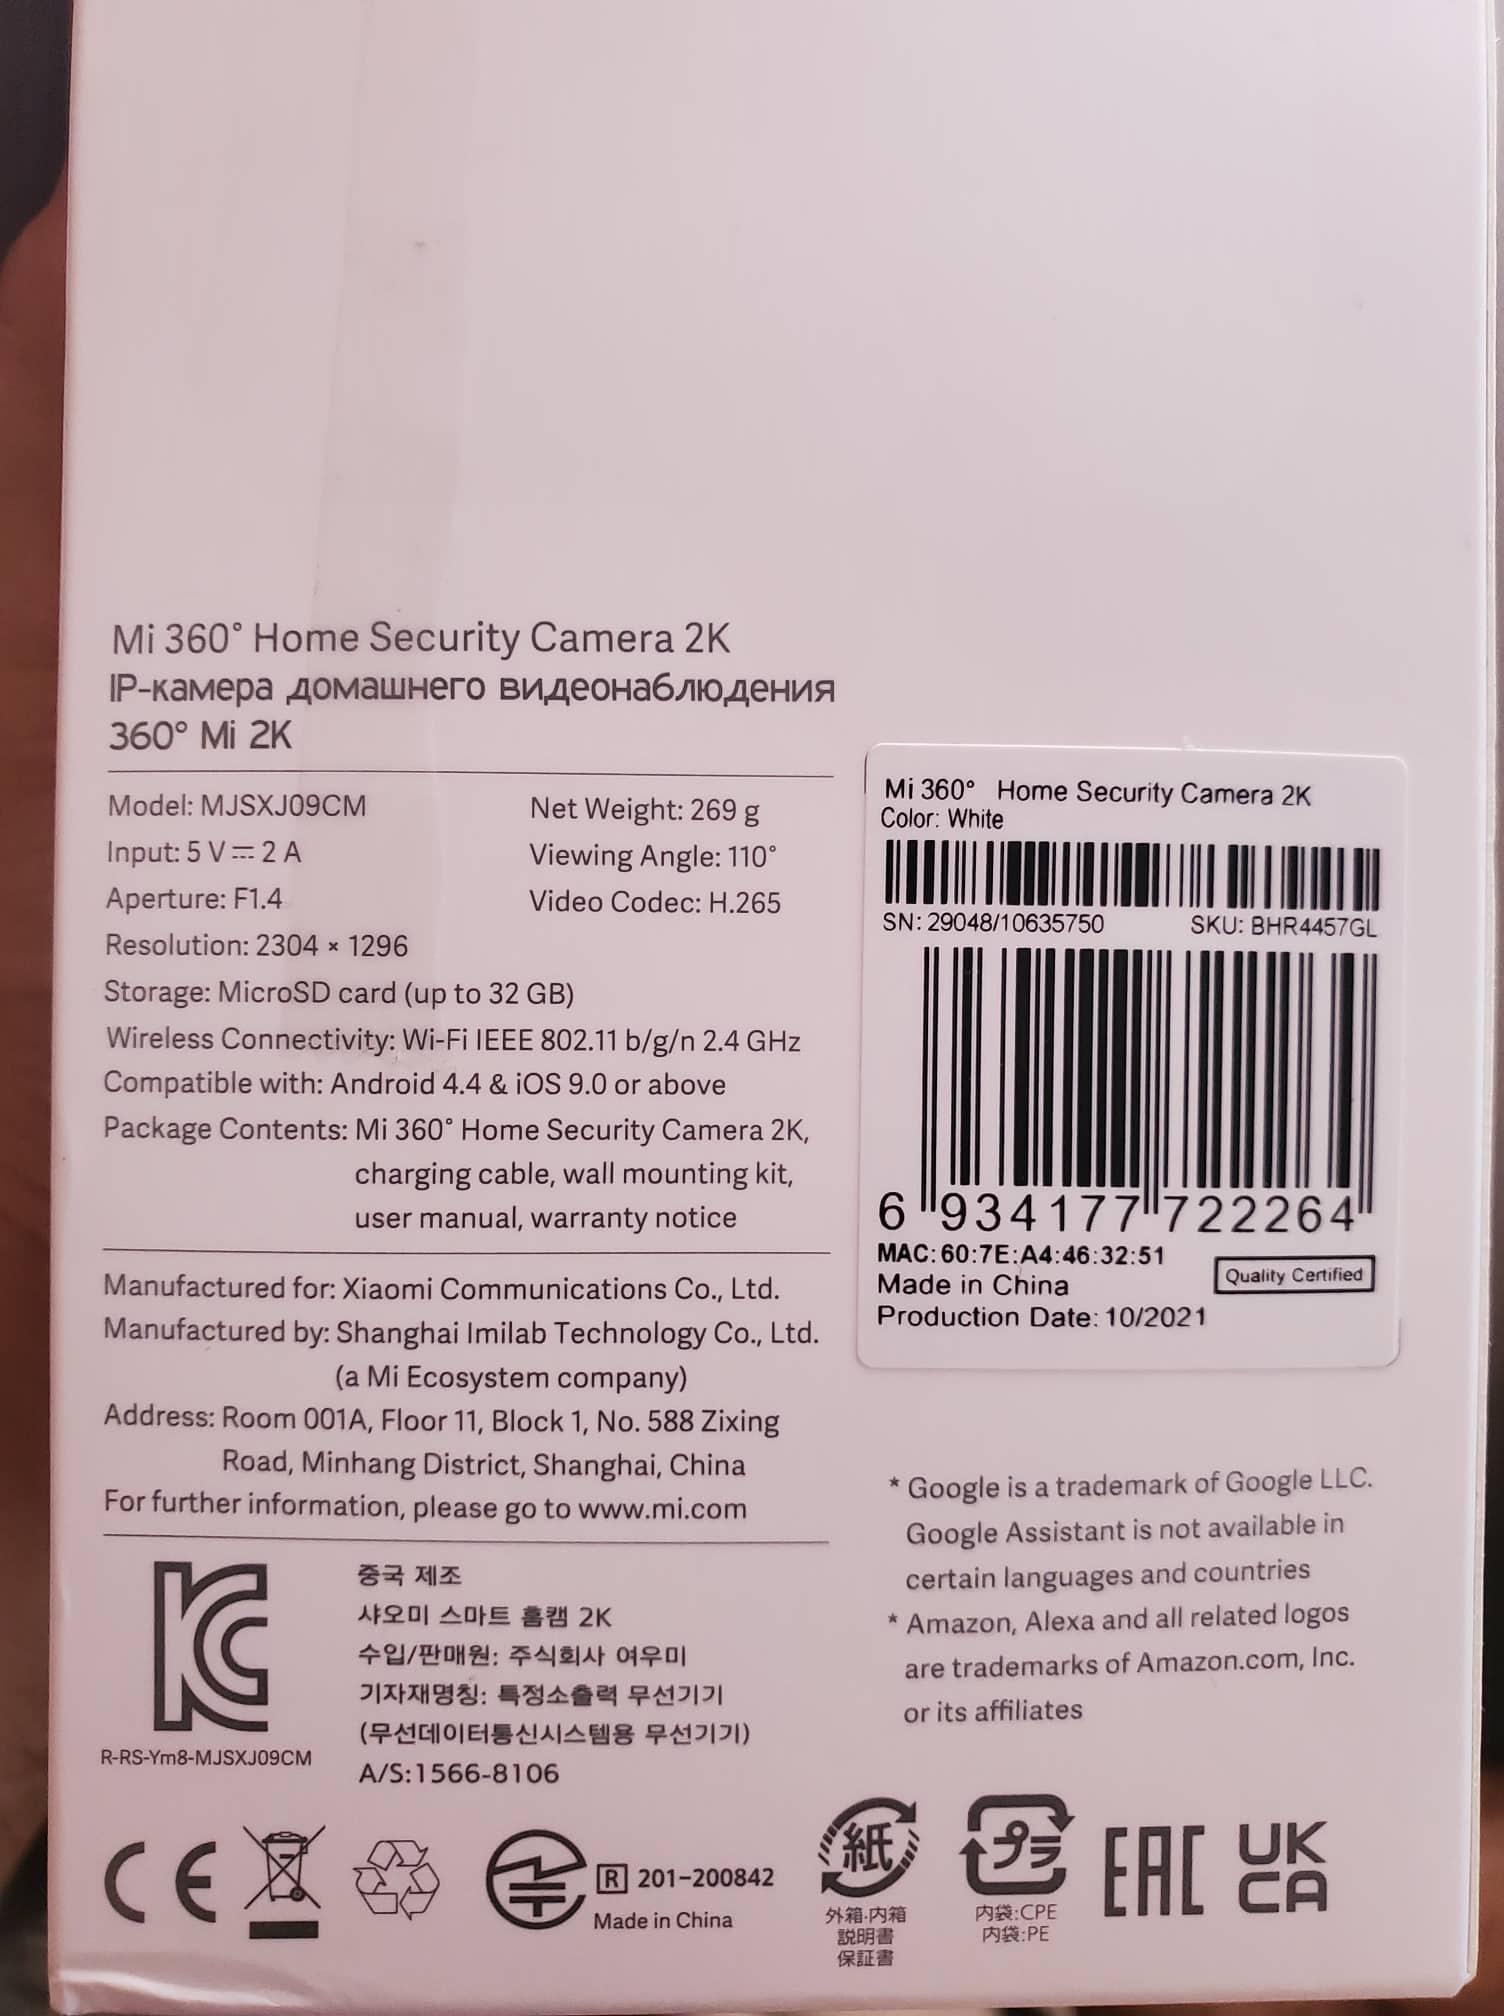 Mi 360° Home Security Camera 2K
IP-камера домашнего видеонаблюдения
360° Mi 2K
Model: MJSXJ09CM
Net Weight: 269 g
Input: 5 V⎓2 A
Viewing Angle: 110°
Aperture: F1.4
Video Codec: H.265
Resolution: 2304 × 1296
Storage: MicroSD card (up to 32 GB)
Wireless Connectivity: Wi-Fi IEEE 802.11 b/g/n 2.4 GHz
Compatible with: Android 4.4 & iOS 9.0 or above
Package Contents: Mi 360° Home Security Camera 2K,
charging cable, wall mounting kit,
user manual, warranty notice
Manufactured for: Xiaomi Communications Co., Ltd.
Manufactured by: Shanghai Imilab Technology Co., Ltd.
(a Mi Ecosystem company)
Address: Room 001A, Floor 11, Block 1, No. 588 Zixing
Road, Minhang District, Shanghai, China
For further information, please go to www.mi.com
Mi 360° Home Security Camera 2K
Color: White
SN: 29048/10635750
SKU: BHR4457GL
6 934177 722264
MAC: 60:7E:A4:46:32:51
Made in China
Quality Certified
Production Date: 10/2021
* Google is a trademark of Google LLC.
Google Assistant is not available in
certain languages and countries
* Amazon, Alexa and all related logos
are trademarks of Amazon.com, Inc.
or its affiliates
KC
R-RS-Ym8-MJSXJ09CM
중국 제조
샤오미 스마트 홈캠 2K
수입/판매원: 주식회사 여우미
기자재명칭: 특정소출력 무선기기
(무선데이터통신시스템용 무선기기)
A/S:1566-8106
CE
R 201-200842
Made in China
紙
外箱·内箱
説明書
保証書
プラ
内袋:CPE
内袋:PE
EAC
UK
CA